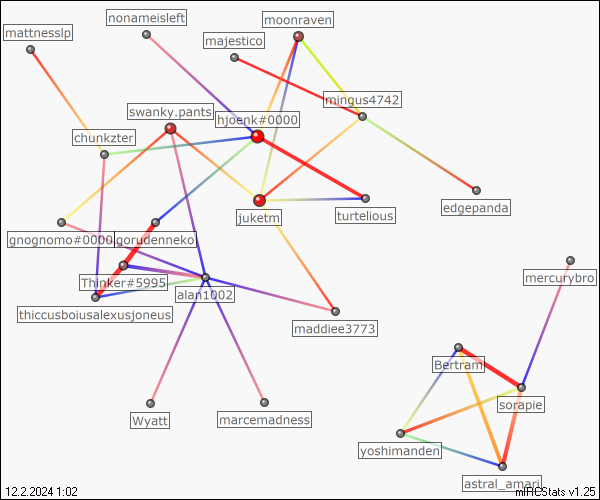 nonameisleft
moonraven
mattnesslp
majestico
mingus4742
swanky.pants
hjoenk#0000
chunkzter
edgepanda
juketm
turtelious
gnognomo#0000
gorudenneko
mercurybro
Thinker#5995
alan1002
thiccusboiusalexusjoneus
maddiee3773
Bertram
sorapie
Wyatt
marcemadness
yoshimanden
astral_amari
12.2.2024 1:02
mIRCStats v1.25